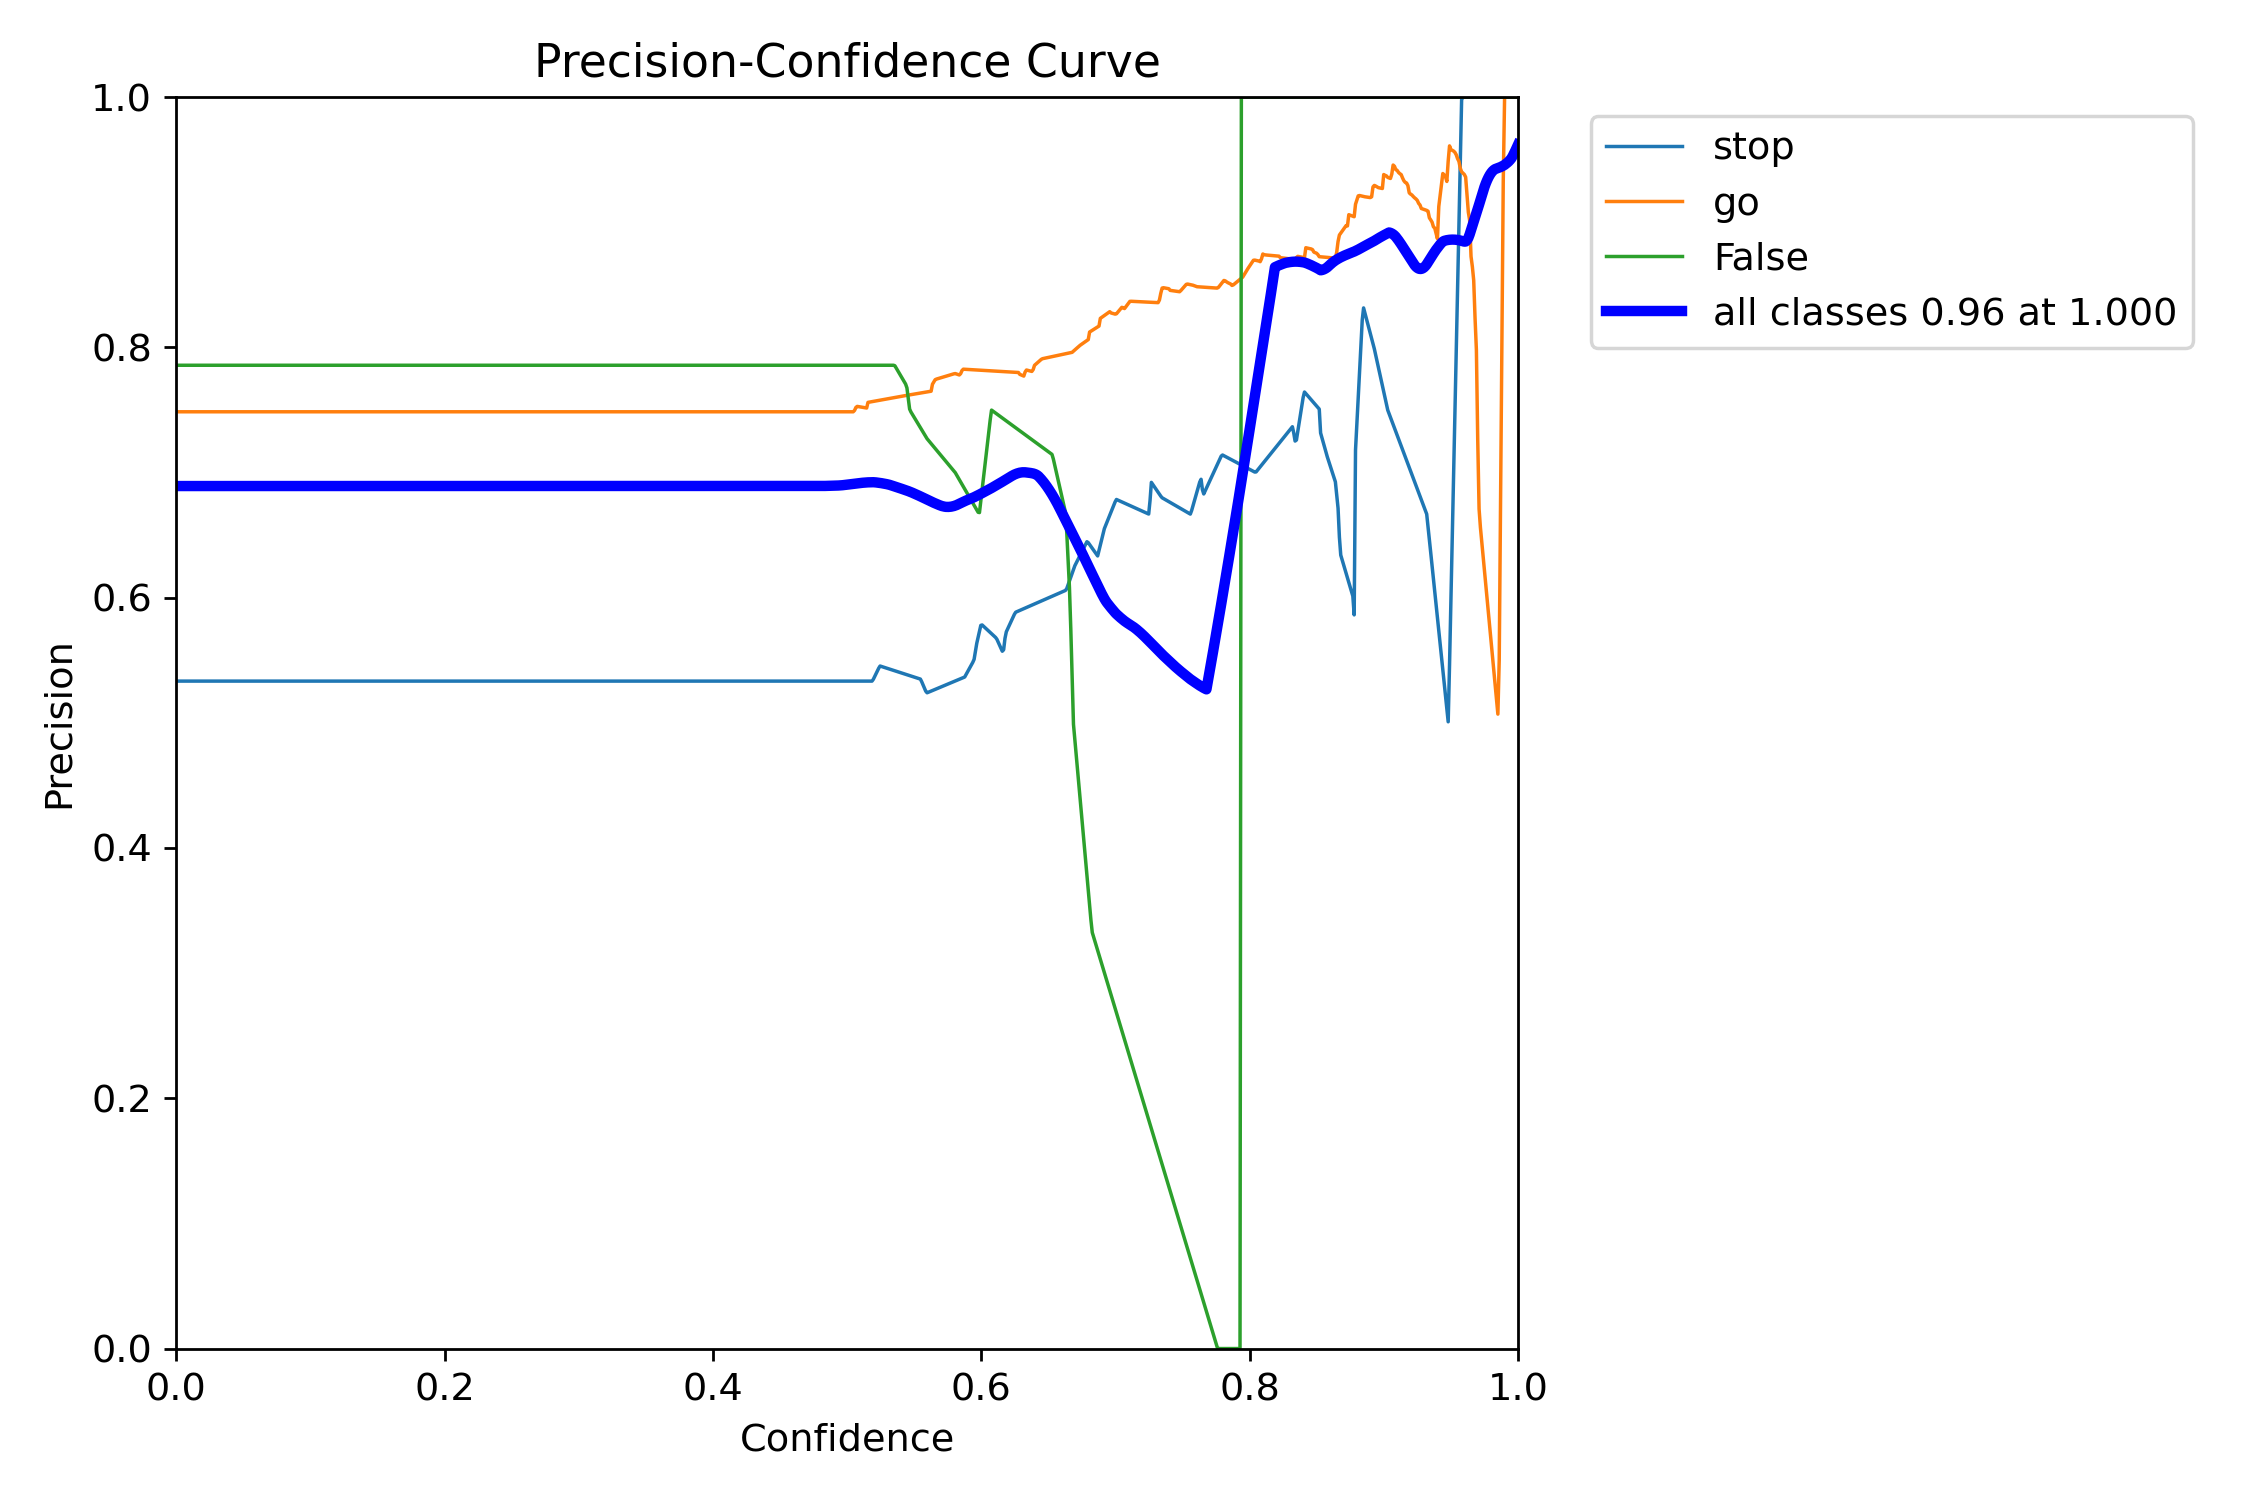 Precision-Confidence Curve
1.0
0.8
0.6
0.4
0.2
0.0
Precision
0.0 0.2 0.4 0.6 0.8 1.0
Confidence
stop
go
False
all classes 0.96 at 1.000